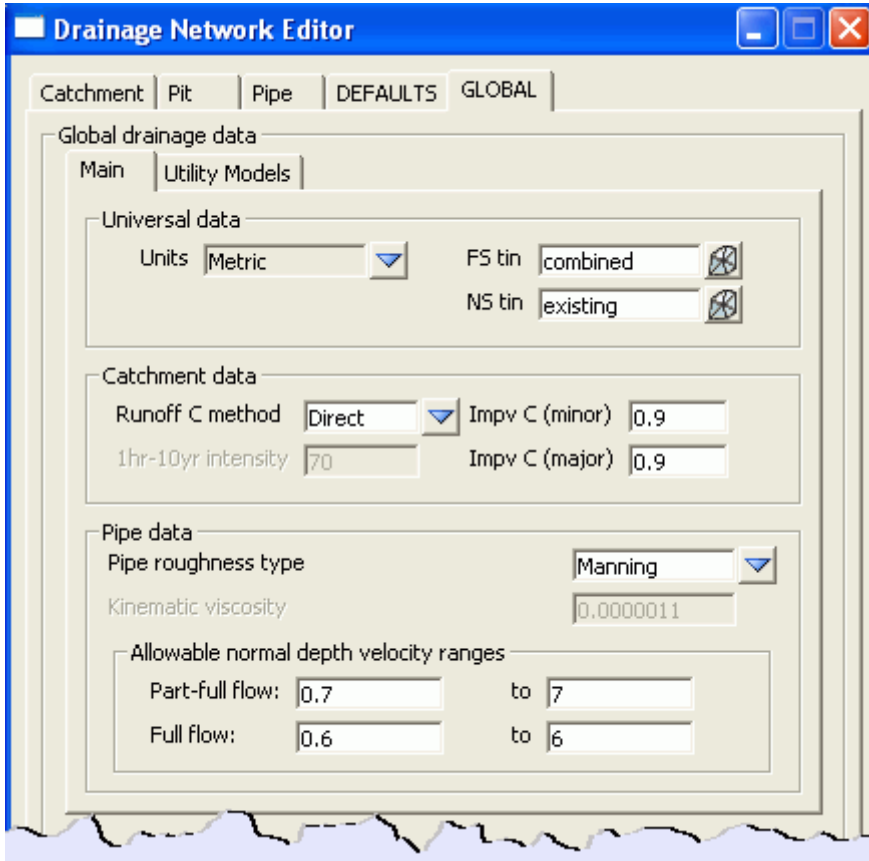 Drainage Network Editor
Catchment Pit Pipe DEFAULTS GLOBAL
Global drainage data
Main Utility Models
Universal data
Units Metric FS tin combined
NS tin existing
Catchment data
Runoff C method Direct Impv C (minor) 0.9
1hr-10yr intensity 70 Impv C (major) 0.9
Pipe data
Pipe roughness type Manning
Kinematic viscosity 0.0000011
Allowable normal depth velocity ranges
Part-full flow: 0.7 to 7
Full flow: 0.6 to 6